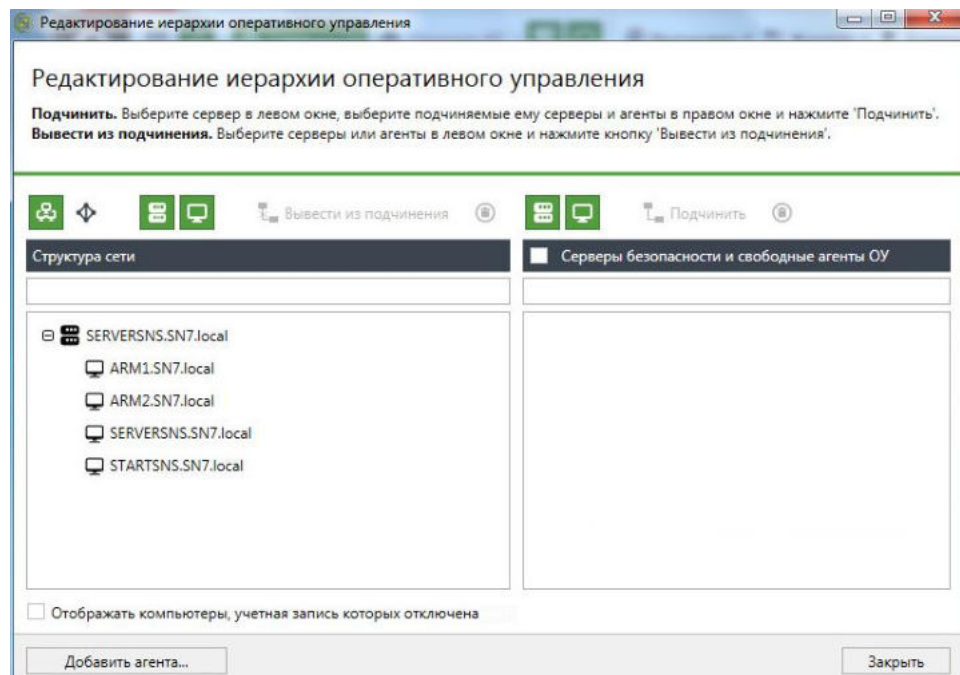 Редактирование иерархии оперативного управления
Редактирование иерархии оперативного управления
Подчинить. Выберите сервер в левом окне, выберите подчиняемые ему серверы и агенты в правом окне и нажмите 'Подчинить'.
Вывести из подчинения. Выберите серверы или агенты в левом окне и нажмите кнопку 'Вывести из подчинения'.
Вывести из подчинения
Подчинить
Структура сети
Серверы безопасности и свободные агенты ОУ
SERVERSNS.SN7.local
ARM1.SN7.local
ARM2.SN7.local
SERVERSNS.SN7.local
STARTSNS.SN7.local
Отображать компьютеры, учетная запись которых отключена
Добавить агента...
Закрыть